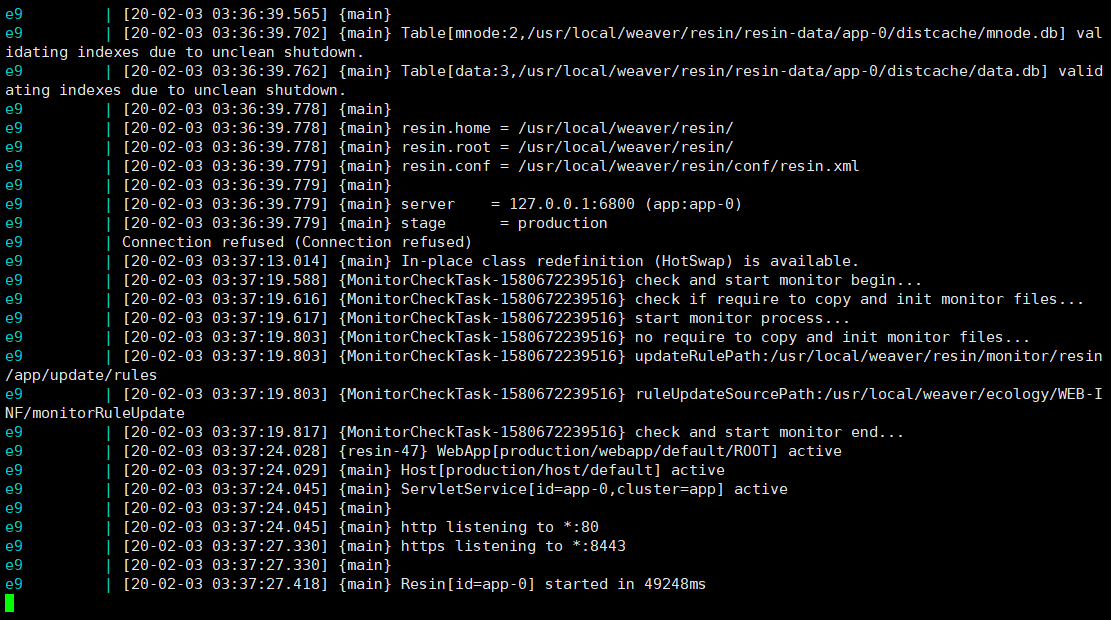 e9          | [20-02-03 03:36:39.565] {main}
e9          | [20-02-03 03:36:39.702] {main} Table[mnode:2,/usr/local/weaver/resin/resin-data/app-0/distcache/mnode.db] val
idating indexes due to unclean shutdown.
e9          | [20-02-03 03:36:39.762] {main} Table[data:3,/usr/local/weaver/resin/resin-data/app-0/distcache/data.db] valid
ating indexes due to unclean shutdown.
e9          | [20-02-03 03:36:39.778] {main}
e9          | [20-02-03 03:36:39.778] {main} resin.home = /usr/local/weaver/resin/
e9          | [20-02-03 03:36:39.778] {main} resin.root = /usr/local/weaver/resin/
e9          | [20-02-03 03:36:39.779] {main} resin.conf = /usr/local/weaver/resin/conf/resin.xml
e9          | [20-02-03 03:36:39.779] {main}
e9          | [20-02-03 03:36:39.779] {main} server    = 127.0.0.1:6800 (app:app-0)
e9          | [20-02-03 03:36:39.779] {main} stage      = production
e9          | Connection refused (Connection refused)
e9          | [20-02-03 03:37:13.014] {main} In-place class redefinition (HotSwap) is available.
e9          | [20-02-03 03:37:19.588] {MonitorCheckTask-1580672239516} check and start monitor begin...
e9          | [20-02-03 03:37:19.616] {MonitorCheckTask-1580672239516} check if require to copy and init monitor files...
e9          | [20-02-03 03:37:19.617] {MonitorCheckTask-1580672239516} start monitor process...
e9          | [20-02-03 03:37:19.803] {MonitorCheckTask-1580672239516} no require to copy and init monitor files...
e9          | [20-02-03 03:37:19.803] {MonitorCheckTask-1580672239516} updateRulePath:/usr/local/weaver/resin/monitor/resin
/app/update/rules
e9          | [20-02-03 03:37:19.803] {MonitorCheckTask-1580672239516} ruleUpdateSourcePath:/usr/local/weaver/ecology/WEB-I
NF/monitorRuleUpdate
e9          | [20-02-03 03:37:19.817] {MonitorCheckTask-1580672239516} check and start monitor end...
e9          | [20-02-03 03:37:24.028] {resin-47} WebApp[production/webapp/default/ROOT] active
e9          | [20-02-03 03:37:24.029] {main} Host[production/host/default] active
e9          | [20-02-03 03:37:24.045] {main} ServletService[id=app-0,cluster=app] active
e9          | [20-02-03 03:37:24.045] {main}
e9          | [20-02-03 03:37:24.045] {main} http listening to *:80
e9          | [20-02-03 03:37:27.330] {main} https listening to *:8443
e9          | [20-02-03 03:37:27.330] {main}
e9          | [20-02-03 03:37:27.418] {main} Resin[id=app-0] started in 49248ms